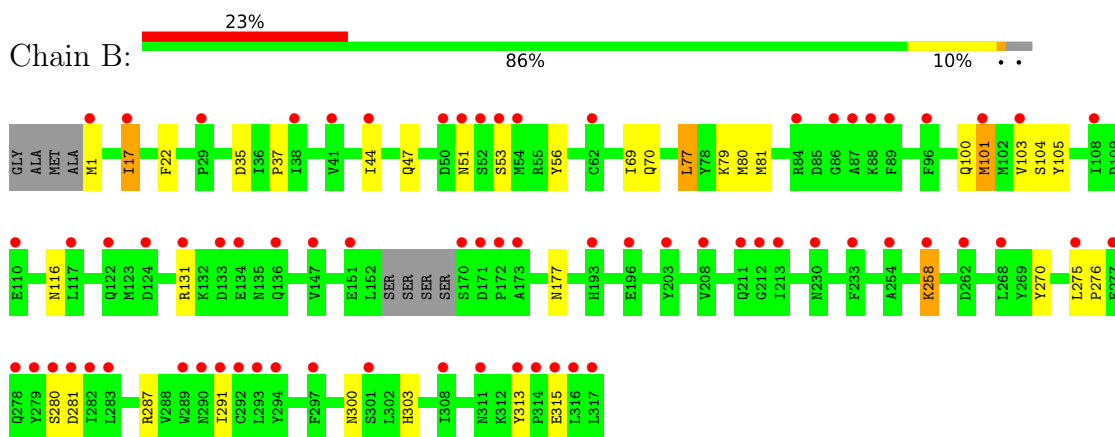 23%
Chain B:
86% 10% • •
GLY ALA MET ALA M1 I17 F22 P29 D35 I36 P37 I38 V41 I44 Q47 D50 N51 S52 S53 M54 R55 Y56 C62 I69 Q70 L77 Y78 K79 M80 M81 R84 D85 G86 A87 K88 F89 F96 Q100 M101 M102 V103 S104 Y105 I108 D109
E110 N116 L117 Q122 M123 D124 R131 K132 D133 E134 N135 Q136 V147 E151 L152 SER SER SER SER S170 D171 P172 A173 N177 H193 E196 Y203 V208 Q211 G212 I213 N230 F233 A254 K258 D262 L268 Y269 Y270 L275 P276
Q278 Y279 S280 D281 I282 L283 R287 V288 W289 N290 I291 C292 L293 Y294 F297 N300 S301 L302 H303 I308 N311 K312 Y313 P314 E315 L316 L317